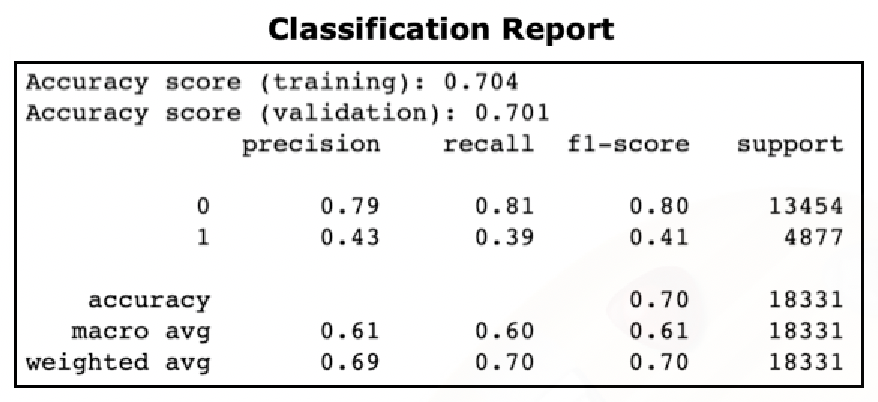 Classification Report
Accuracy score (training): 0.704
Accuracy score (validation): 0.701
precision recall f1-score support
0 0.79 0.81 0.80 13454
1 0.43 0.39 0.41 4877
accuracy 0.70 18331
macro avg 0.61 0.60 0.61 18331
weighted avg 0.69 0.70 0.70 18331